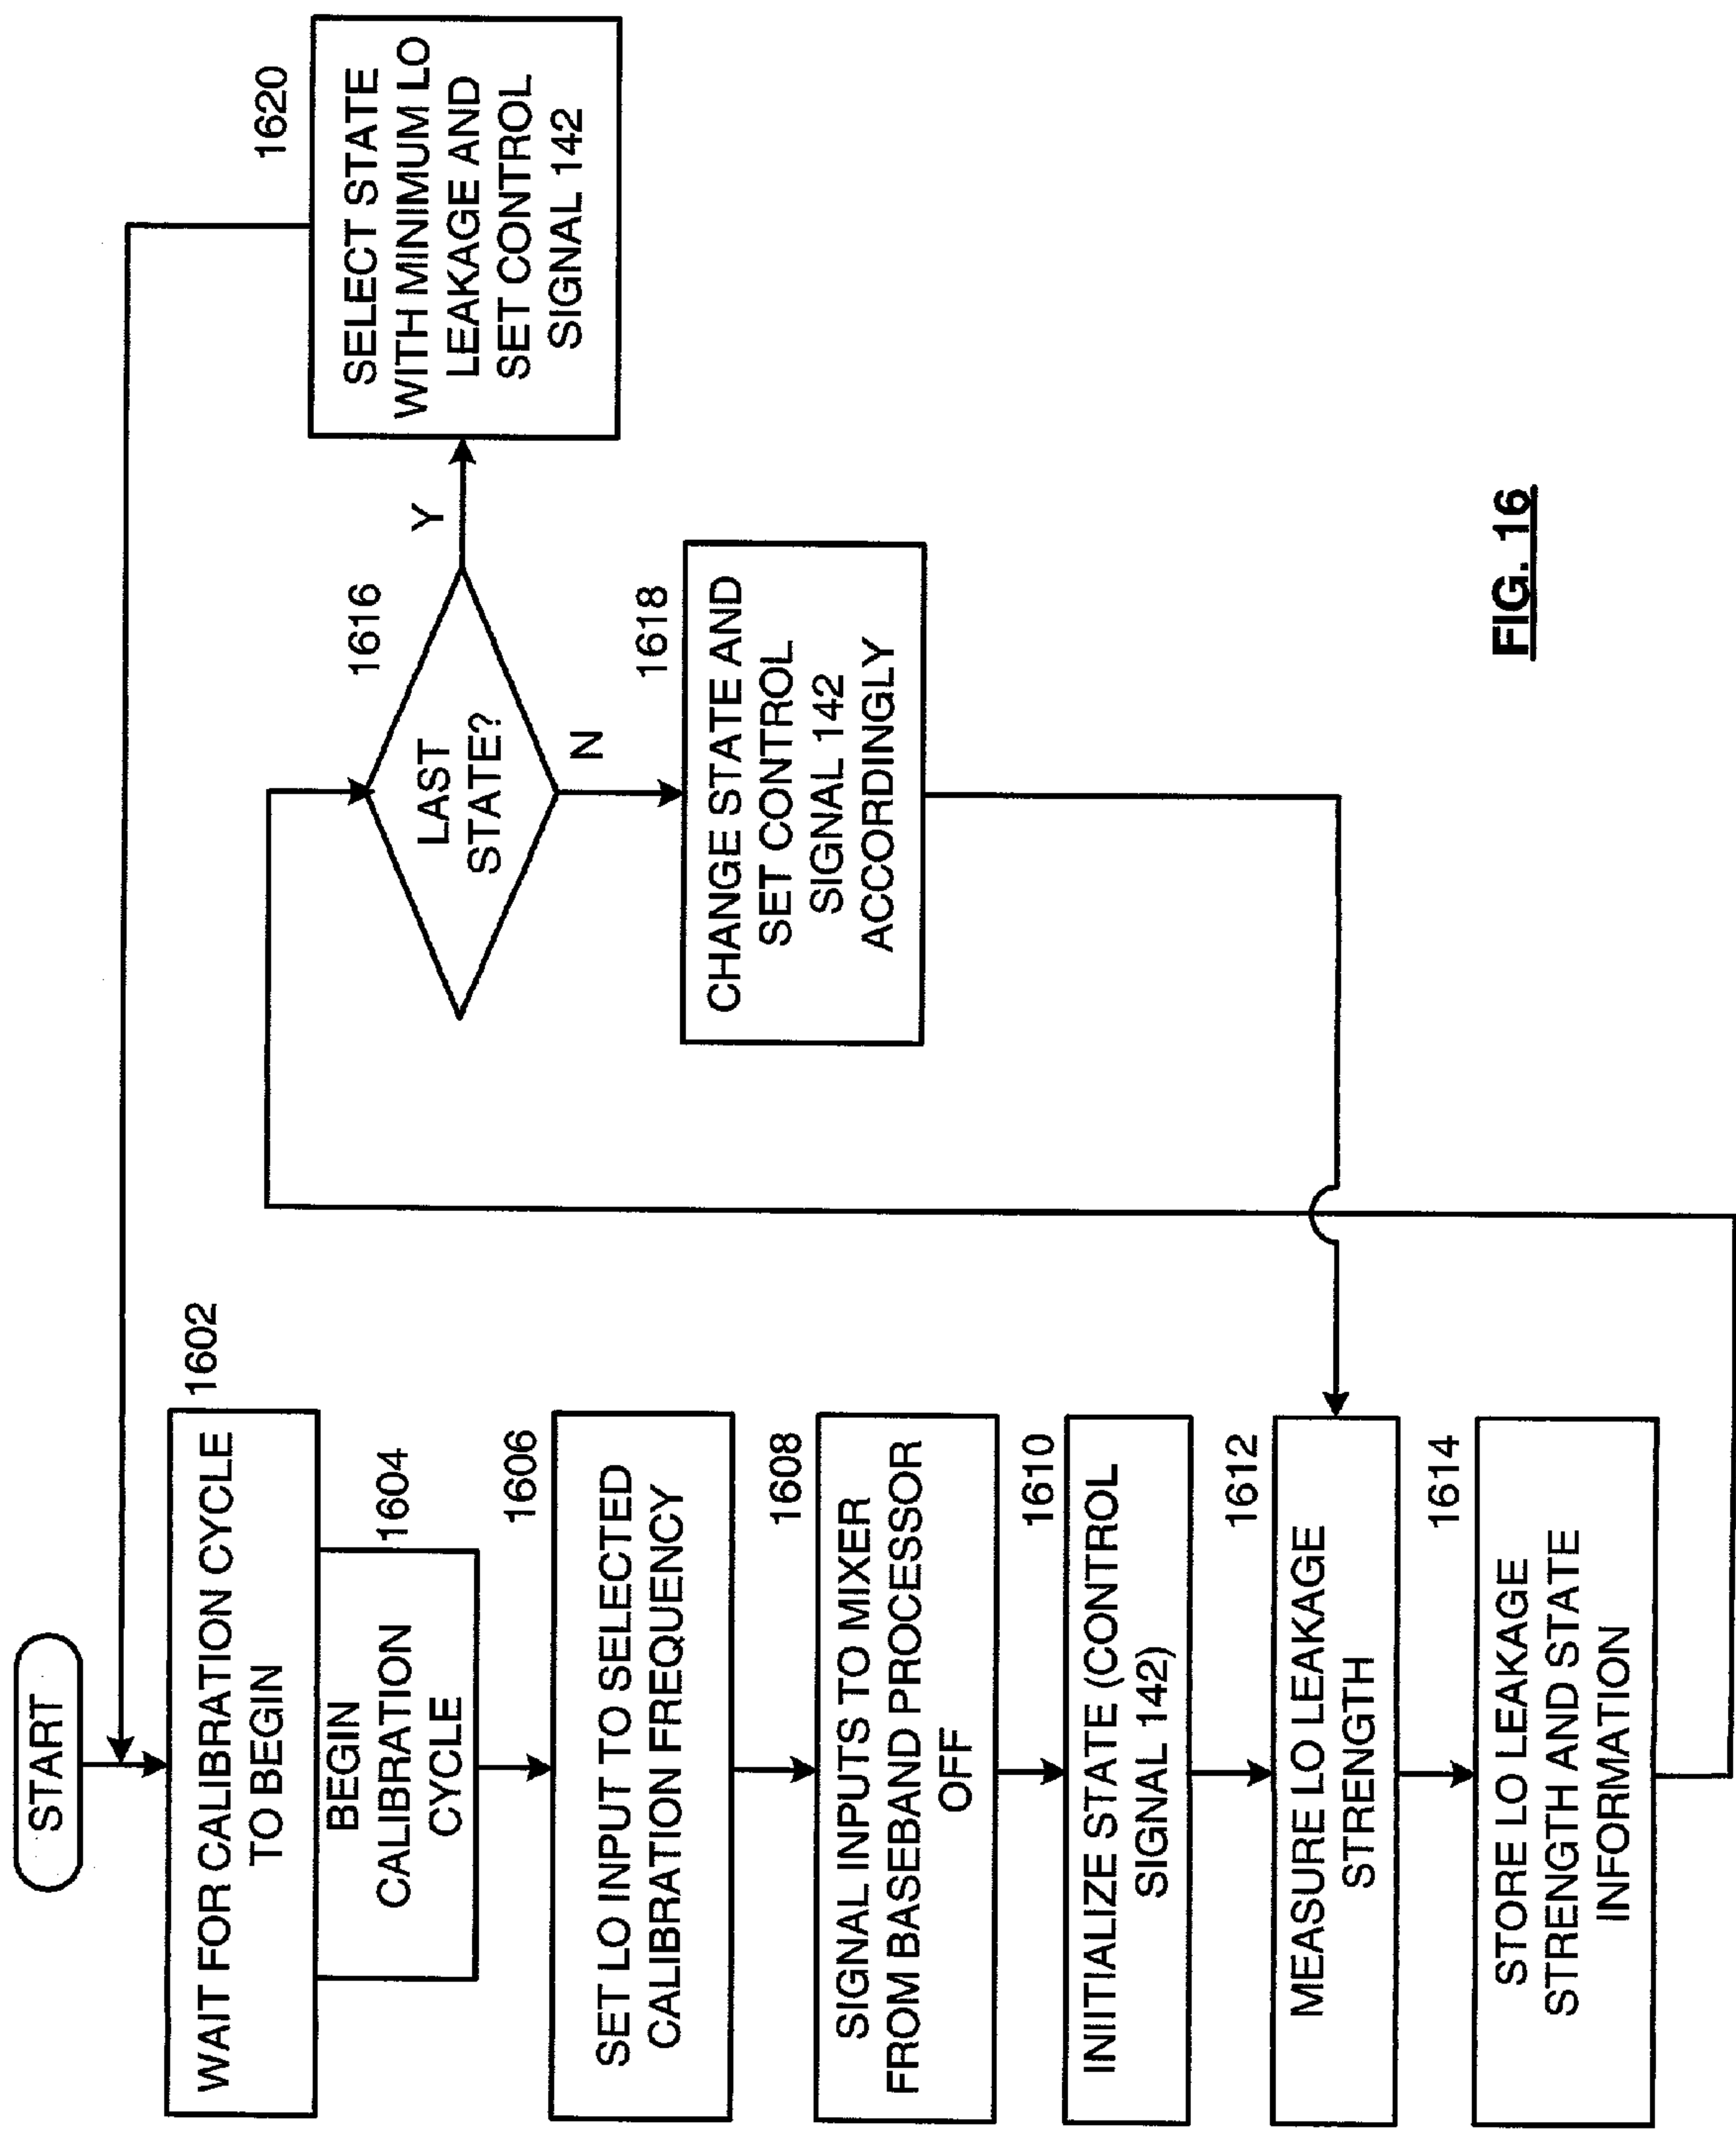 START
1602
WAIT FOR CALIBRATION CYCLE
TO BEGIN
1604
BEGIN
CALIBRATION
CYCLE
1606
SET LO INPUT TO SELECTED
CALIBRATION FREQUENCY
1608
SIGNAL INPUTS TO MIXER
FROM BASEBAND PROCESSOR
OFF
1610
INIITIALIZE STATE (CONTROL
SIGNAL 142)
1612
MEASURE LO LEAKAGE
STRENGTH
1614
STORE LO LEAKAGE
STRENGTH AND STATE
INFORMATION
1616
LAST
STATE?
Y
N
1618
CHANGE STATE AND
SET CONTROL
SIGNAL 142
ACCORDINGLY
1620
SELECT STATE
WITH MINIMUM LO
LEAKAGE AND
SET CONTROL
SIGNAL 142
FIG. 16